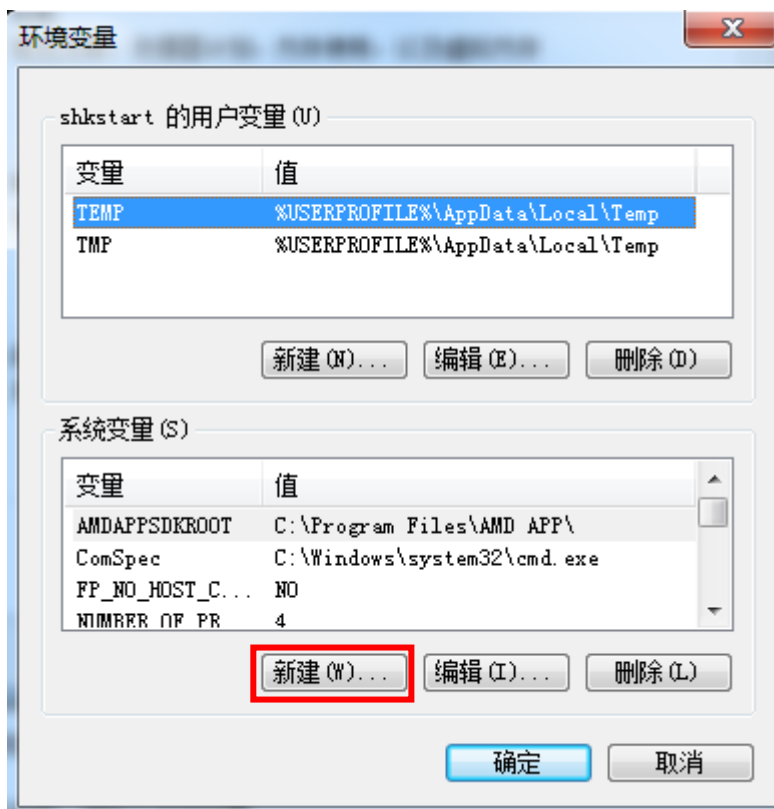 环境变量
shkstart 的用户变量(U)
变量 值
TEMP %USERPROFILE%\AppData\Local\Temp
TMP %USERPROFILE%\AppData\Local\Temp
新建(N)... 编辑(E)... 删除(D)
系统变量(S)
变量 值
AMDAPPSDKROOT C:\Program Files\AMD APP\
ComSpec C:\Windows\system32\cmd.exe
FP_NO_HOST_C... NO
NUMBER_OF_PR 4
新建(W)... 编辑(I)... 删除(L)
确定 取消